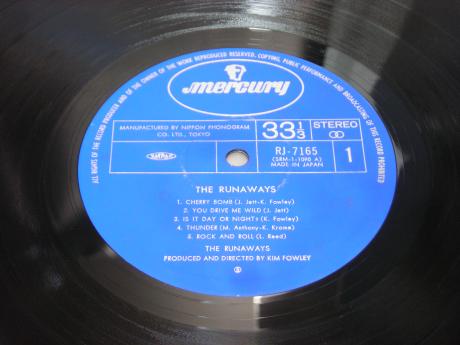 ALL RIGHTS OF THE RECORD PRODUCER AND OF THE OWNER OF THE WORK REPRODUCED RESERVED. COPYING, PUBLIC PERFORMANCE AND BROADCASTING OF THIS RECORD PROHIBITED
mercury
MANUFACTURED BY NIPPON PHONOGRAM CO. LTD., TOKYO
33 1/3
STEREO
RJ-7165
(SRM-1-1090 A)
MADE IN JAPAN
1
THE RUNAWAYS
1. CHERRY BOMB (J. Jett-K. Fowley)
2. YOU DRIVE ME WILD (J. Jett)
3. IS IT DAY OR NIGHT? (K. Fowley)
4. THUNDER (M. Anthony-K. Krome)
5. ROCK AND ROLL (L. Reed)
THE RUNAWAYS
PRODUCED AND DIRECTED BY KIM FOWLEY